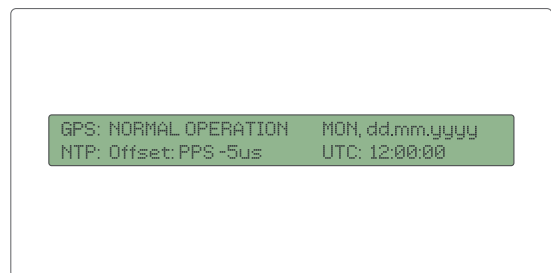 GPS: NORMAL OPERATION MON, dd.mm.yyyy
NTP: Offset: PPS -5us UTC: 12:00:00